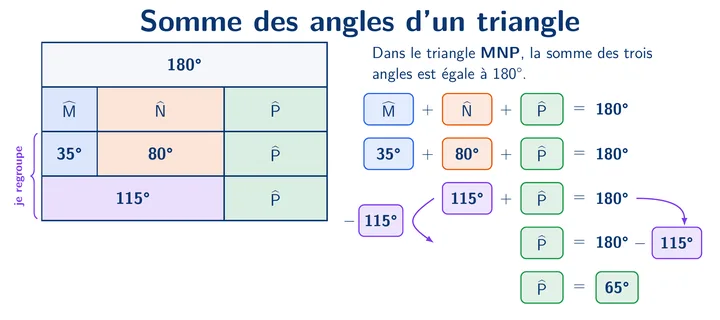 Somme des angles d'un triangle
180°
M̂ N̂ P̂
35° 80° P̂
115° P̂
je regroupe
Dans le triangle MNP, la somme des trois
angles est égale à 180°.
M̂ + N̂ + P̂ = 180°
35° + 80° + P̂ = 180°
115° + P̂ = 180°
− 115°
P̂ = 180° − 115°
P̂ = 65°